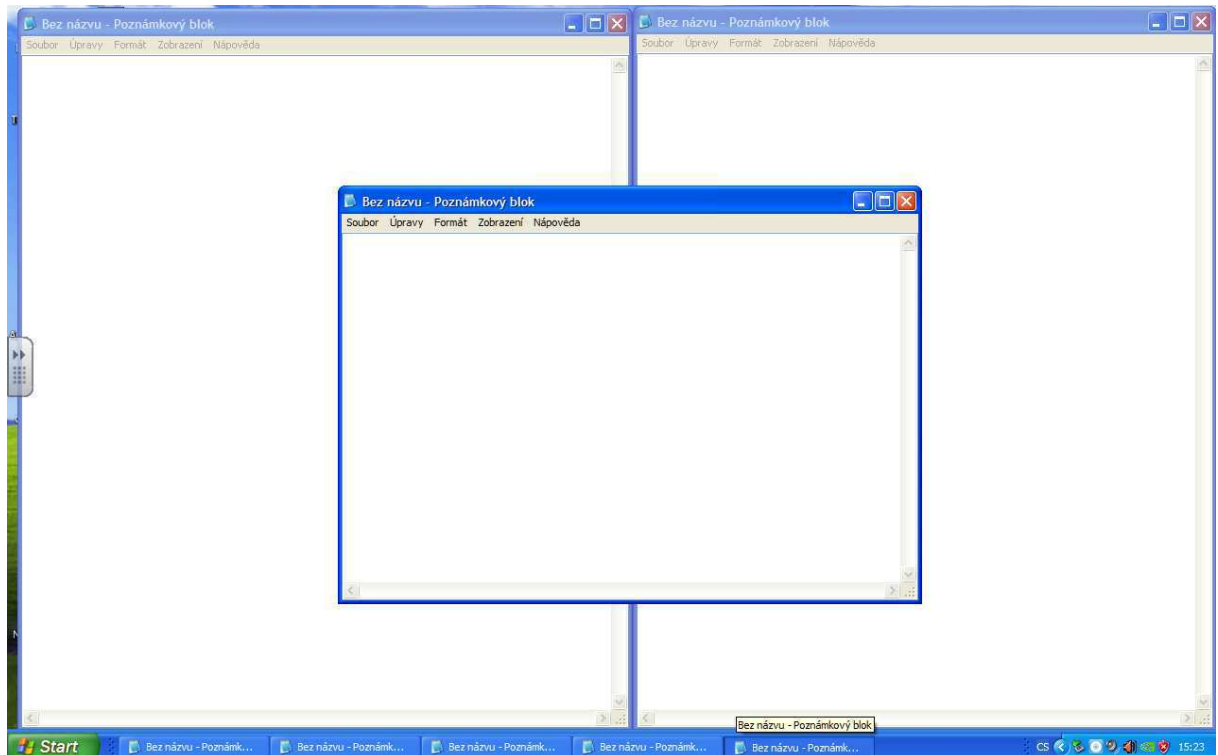 Bez názvu - Poznámkový blok
Soubor Úpravy Formát Zobrazení Nápověda
Bez názvu - Poznámkový blok
Soubor Úpravy Formát Zobrazení Nápověda
Bez názvu - Poznámkový blok
Soubor Úpravy Formát Zobrazení Nápověda
Bez názvu - Poznámkový blok
Start Bez názvu - Poznámk... Bez názvu - Poznámk... Bez názvu - Poznámk... Bez názvu - Poznámk... Bez názvu - Poznámk... CS 15:23